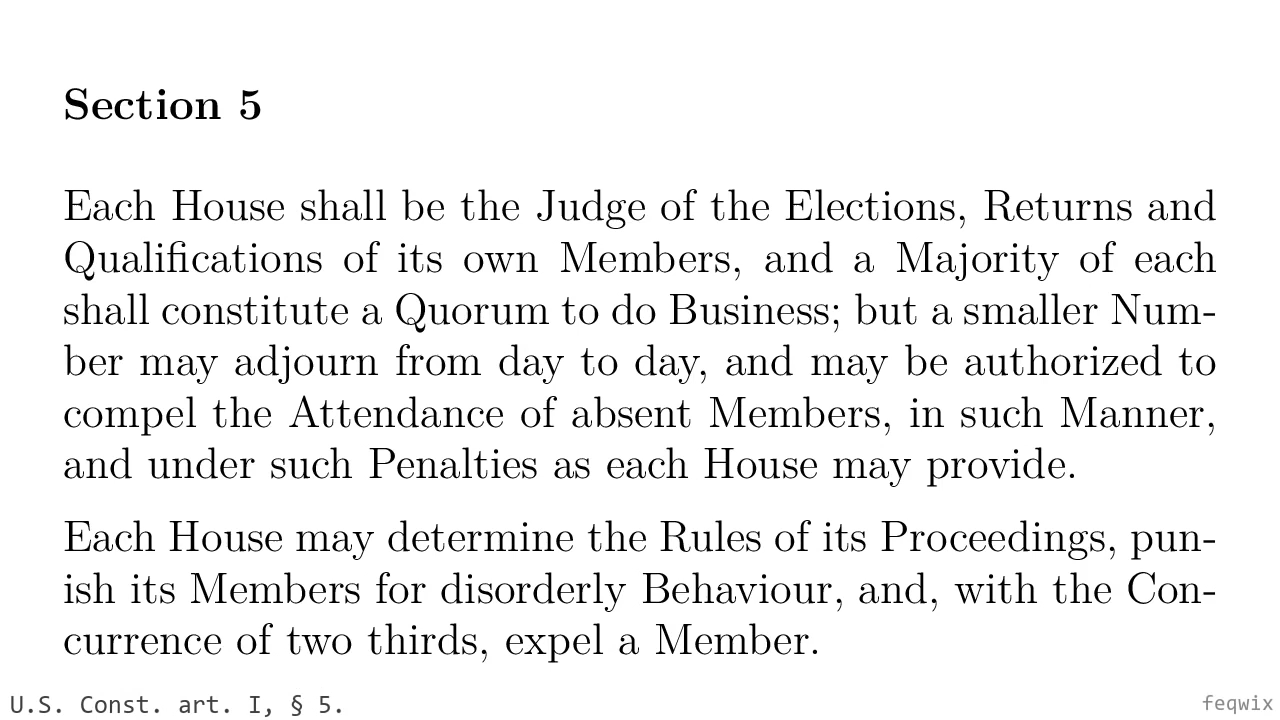 Section 5
Each House shall be the Judge of the Elections, Returns and
Qualifications of its own Members, and a Majority of each
shall constitute a Quorum to do Business; but a smaller Num-
ber may adjourn from day to day, and may be authorized to
compel the Attendance of absent Members, in such Manner,
and under such Penalties as each House may provide.
Each House may determine the Rules of its Proceedings, pun-
ish its Members for disorderly Behaviour, and, with the Con-
currence of two thirds, expel a Member.
U.S. Const. art. I, § 5.
feqwix